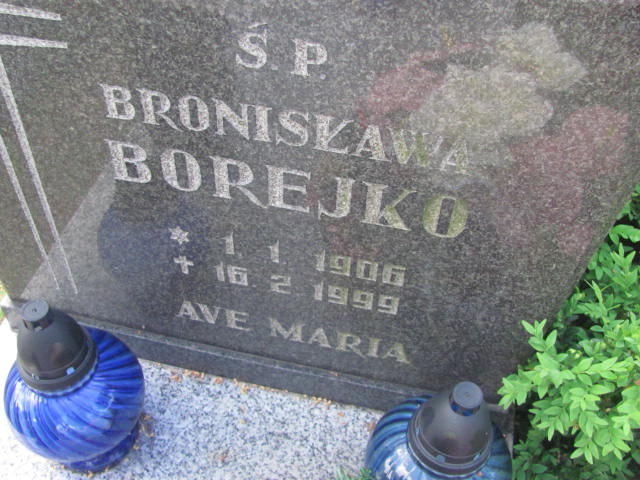 Ś.P.
BRONISŁAWA
BOREJKO
* 1. 1 1906
+ 16. 2 1999
AVE MARIA